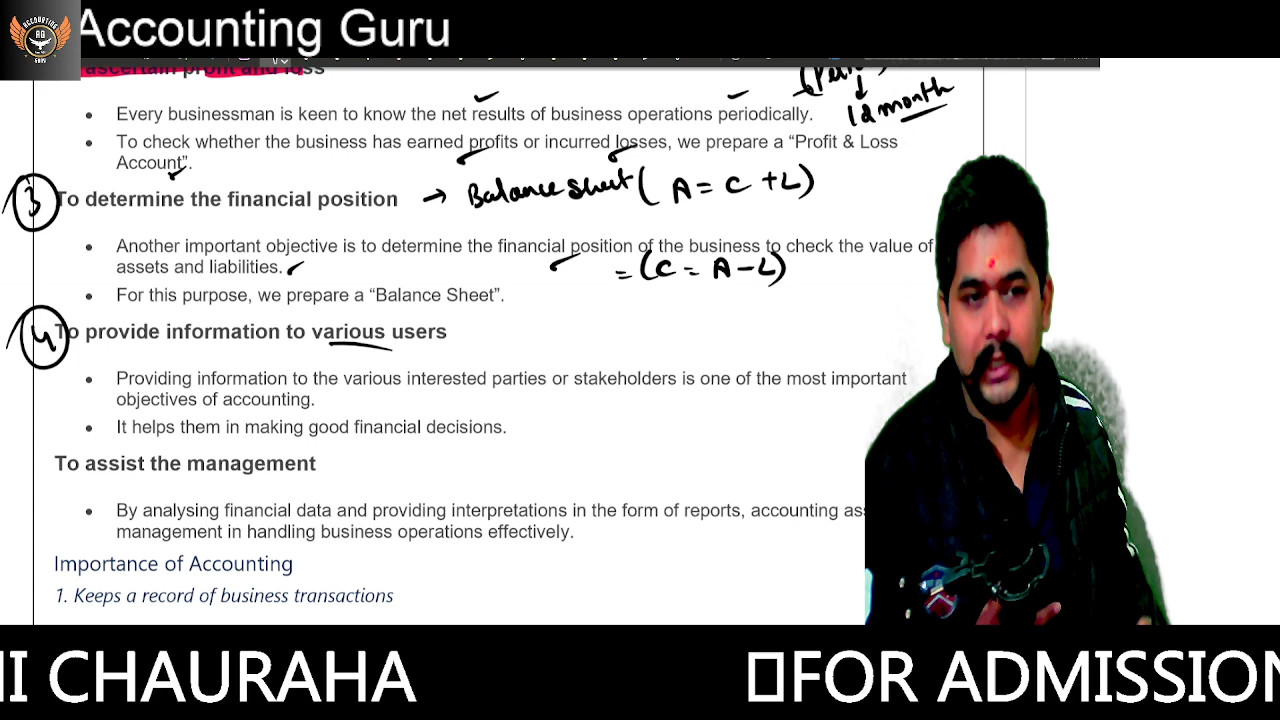 ACCOUNTING
AG
GURU
Accounting Guru
ascertain profit and loss
12 month
• Every businessman is keen to know the net results of business operations periodically.
• To check whether the business has earned profits or incurred losses, we prepare a “Profit & Loss
Account”.
3 To determine the financial position → Balance sheet ( A = C + L)
• Another important objective is to determine the financial position of the business to check the value of
assets and liabilities.
= (C = A - L)
• For this purpose, we prepare a “Balance Sheet”.
4 To provide information to various users
• Providing information to the various interested parties or stakeholders is one of the most important
objectives of accounting.
• It helps them in making good financial decisions.
To assist the management
• By analysing financial data and providing interpretations in the form of reports, accounting
management in handling business operations effectively.
Importance of Accounting
1. Keeps a record of business transactions
CHAURAHA FOR ADMISSION